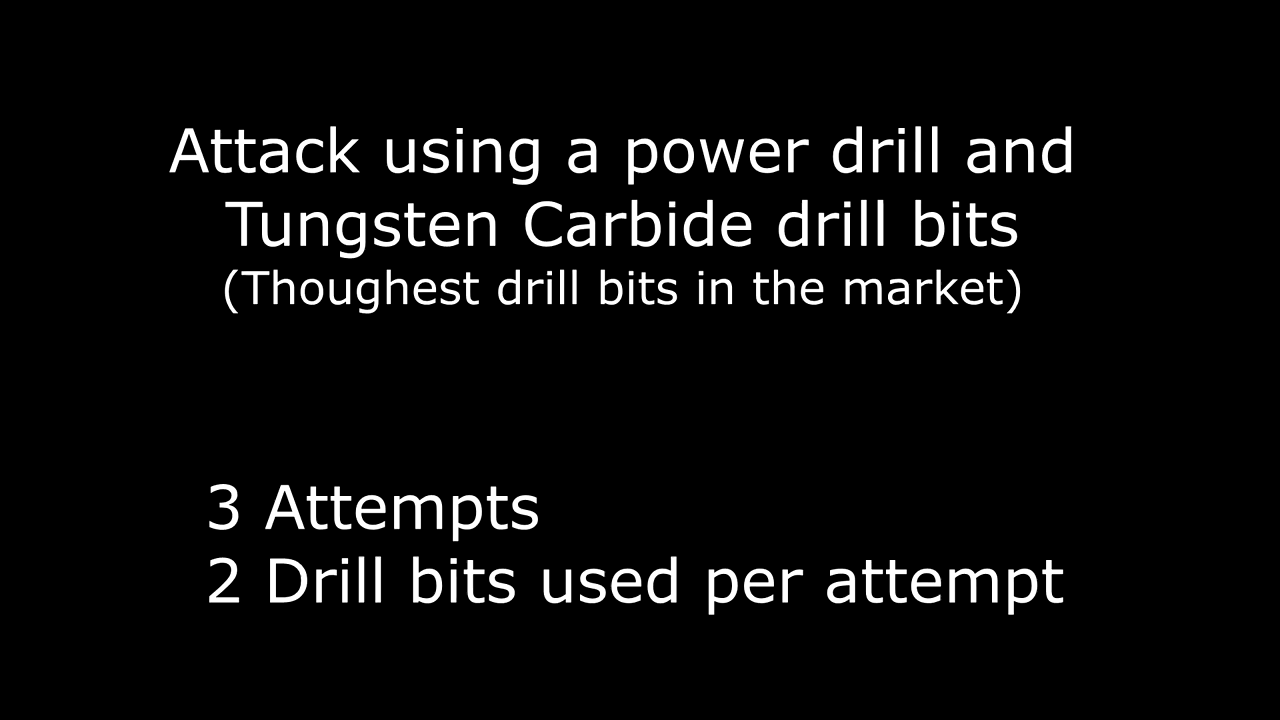 Attack using a power drill and
Tungsten Carbide drill bits
(Thoughest drill bits in the market)
3 Attempts
2 Drill bits used per attempt